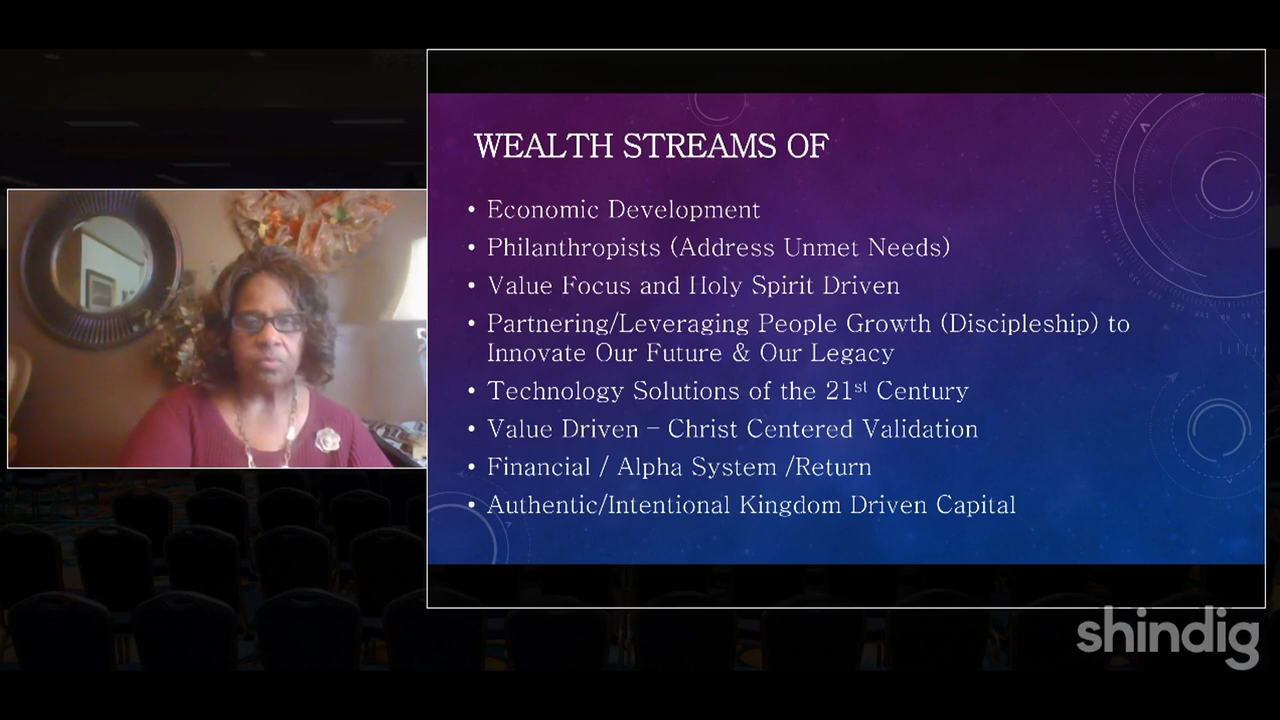 WEALTH STREAMS OF
• Economic Development
• Philanthropists (Address Unmet Needs)
• Value Focus and Holy Spirit Driven
• Partnering/Leveraging People Growth (Discipleship) to
Innovate Our Future & Our Legacy
• Technology Solutions of the 21st Century
• Value Driven – Christ Centered Validation
• Financial / Alpha System /Return
• Authentic/Intentional Kingdom Driven Capital
shindig